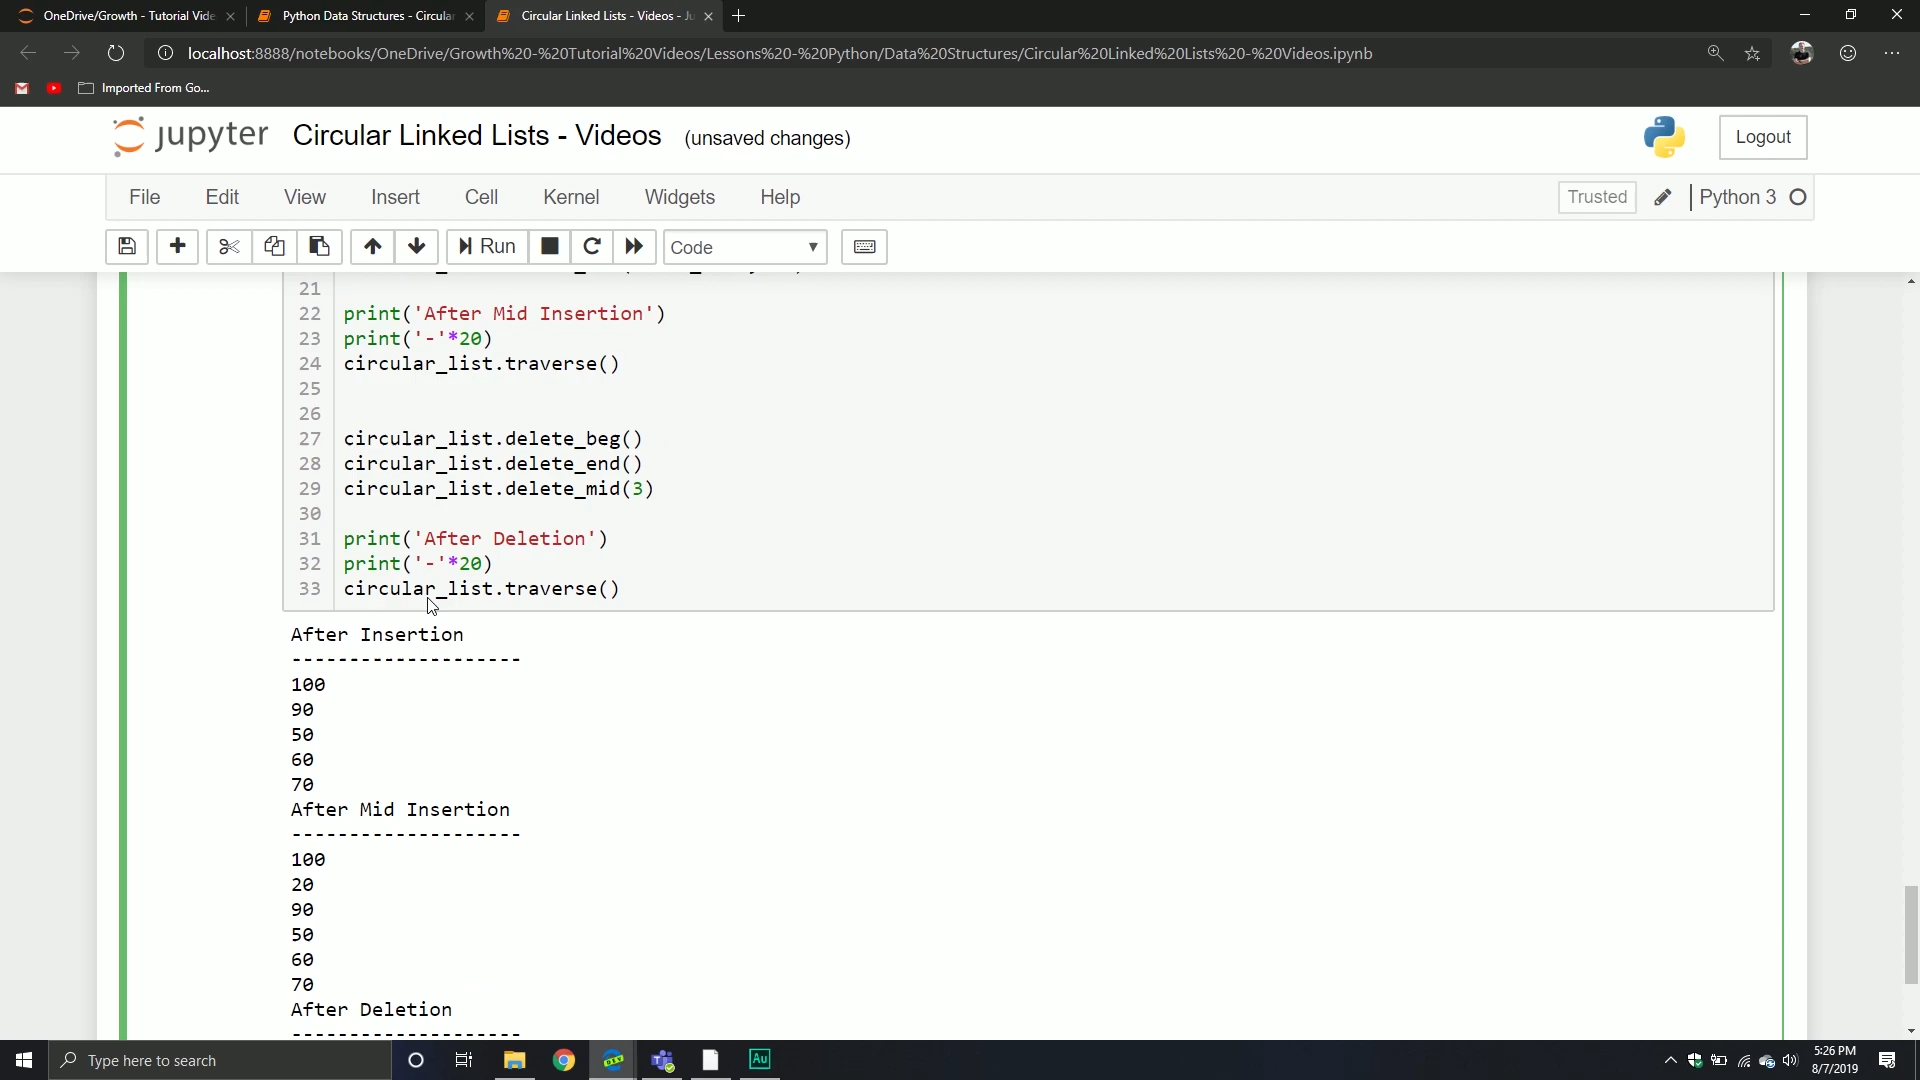 OneDrive/Growth - Tutorial Vide
Python Data Structures - Circular
Circular Linked Lists - Videos - Ju
localhost:8888/notebooks/OneDrive/Growth%20-%20Tutorial%20Videos/Lessons%20-%20Python/Data%20Structures/Circular%20Linked%20Lists%20-%20Videos.ipynb
Imported From Go...
jupyter Circular Linked Lists - Videos (unsaved changes)
Logout
File Edit View Insert Cell Kernel Widgets Help
Trusted Python 3
Run Code
21
22 print('After Mid Insertion')
23 print('-'*20)
24 circular_list.traverse()
25
26
27 circular_list.delete_beg()
28 circular_list.delete_end()
29 circular_list.delete_mid(3)
30
31 print('After Deletion')
32 print('-'*20)
33 circular_list.traverse()
After Insertion
--------------------
100
90
50
60
70
After Mid Insertion
--------------------
100
20
90
50
60
70
After Deletion
--------------------
Type here to search
DEV
Au
5:26 PM
8/7/2019